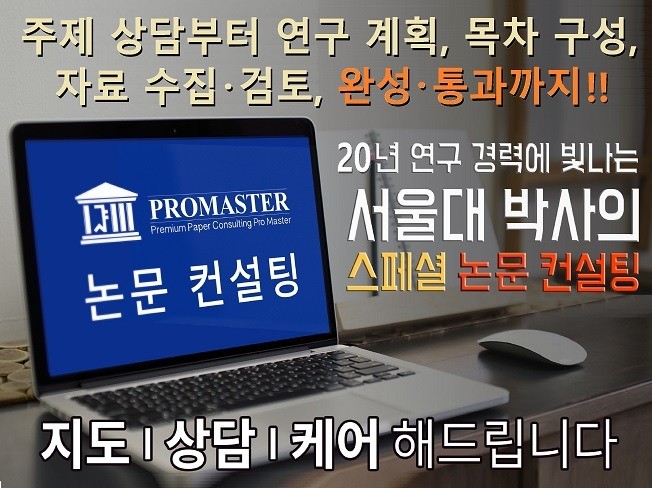 주제 상담부터 연구 계획, 목차 구성,
자료 수집·검토, 완성·통과까지!!
20년 연구 경력에 빛나는
서울대 박사의
스페셜 논문 컨설팅
PROMASTER
Premium Paper Consulting Pro Master
논문 컨설팅
지도 | 상담 | 케어 해드립니다